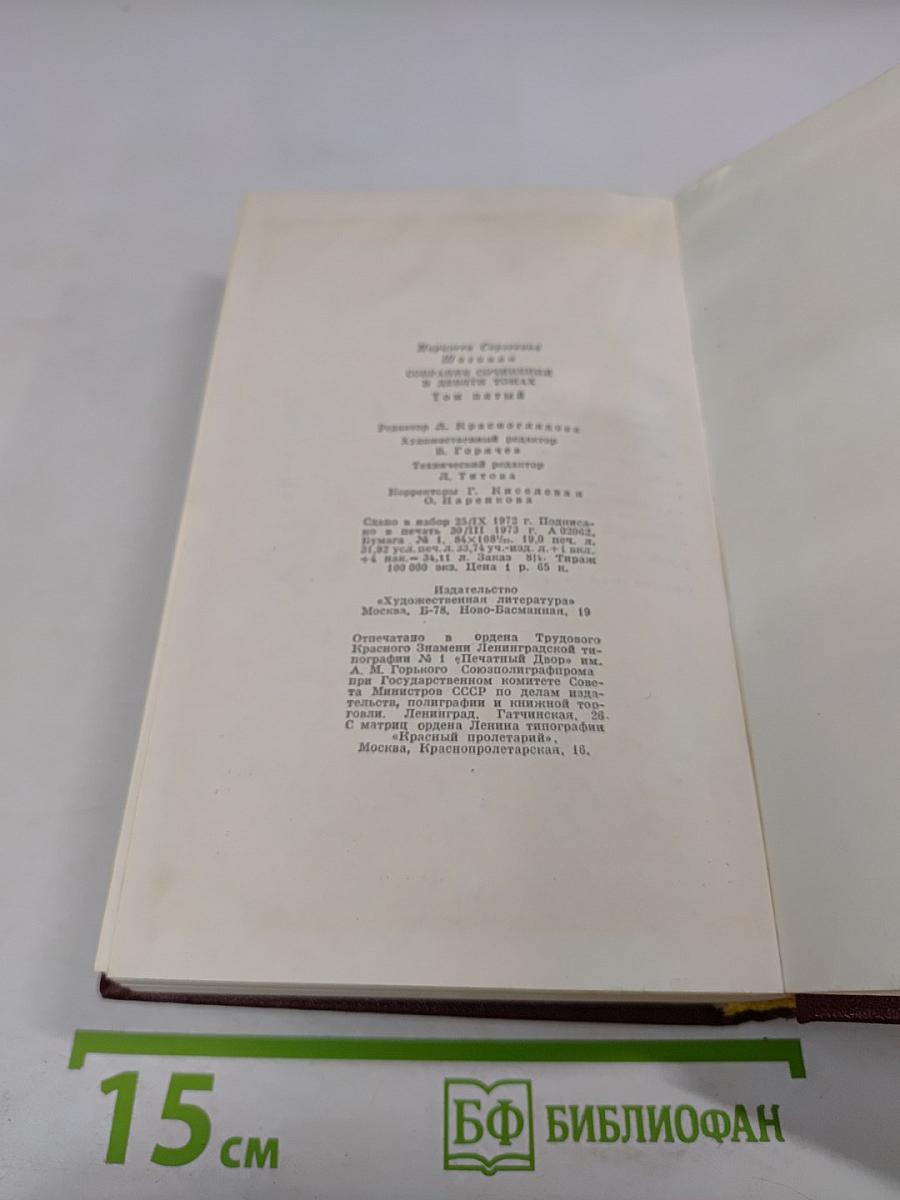 Мариэтта Сергеевна
Шагинян
СОБРАНИЕ СОЧИНЕНИЙ
В ДЕВЯТИ ТОМАХ
Том пятый
Редактор А. Красноглядова
Художественный редактор
В. Горячев
Технический редактор
Л. Титова
Корректоры Г. Киселева и
О. Наренкова
Сдано в набор 25/IX 1972 г. Подписа-
но в печать 30/III 1973 г. А 02062.
Бумага № 1. 84×108¹/₃₂. 19,0 печ. л.
31,92 усл. печ. л. 33,74 уч.-изд. л.+1 вкл.
+4 нак.= 34,11 л. Заказ Тираж
100 000 экз. Цена 1 р. 65 к.
Издательство
«Художественная литература»
Москва, Б-78, Ново-Басманная, 19
Отпечатано в ордена Трудового
Красного Знамени Ленинградской ти-
пографии № 1 «Печатный Двор» им.
А. М. Горького Союзполиграфпрома
при Государственном комитете Сове-
та Министров СССР по делам изда-
тельств, полиграфии и книжной тор-
говли. Ленинград, Гатчинская, 26.
С матриц ордена Ленина типографии
«Красный пролетарий».
Москва, Краснопролетарская, 16.
15 см
БФ БИБЛИОФАН